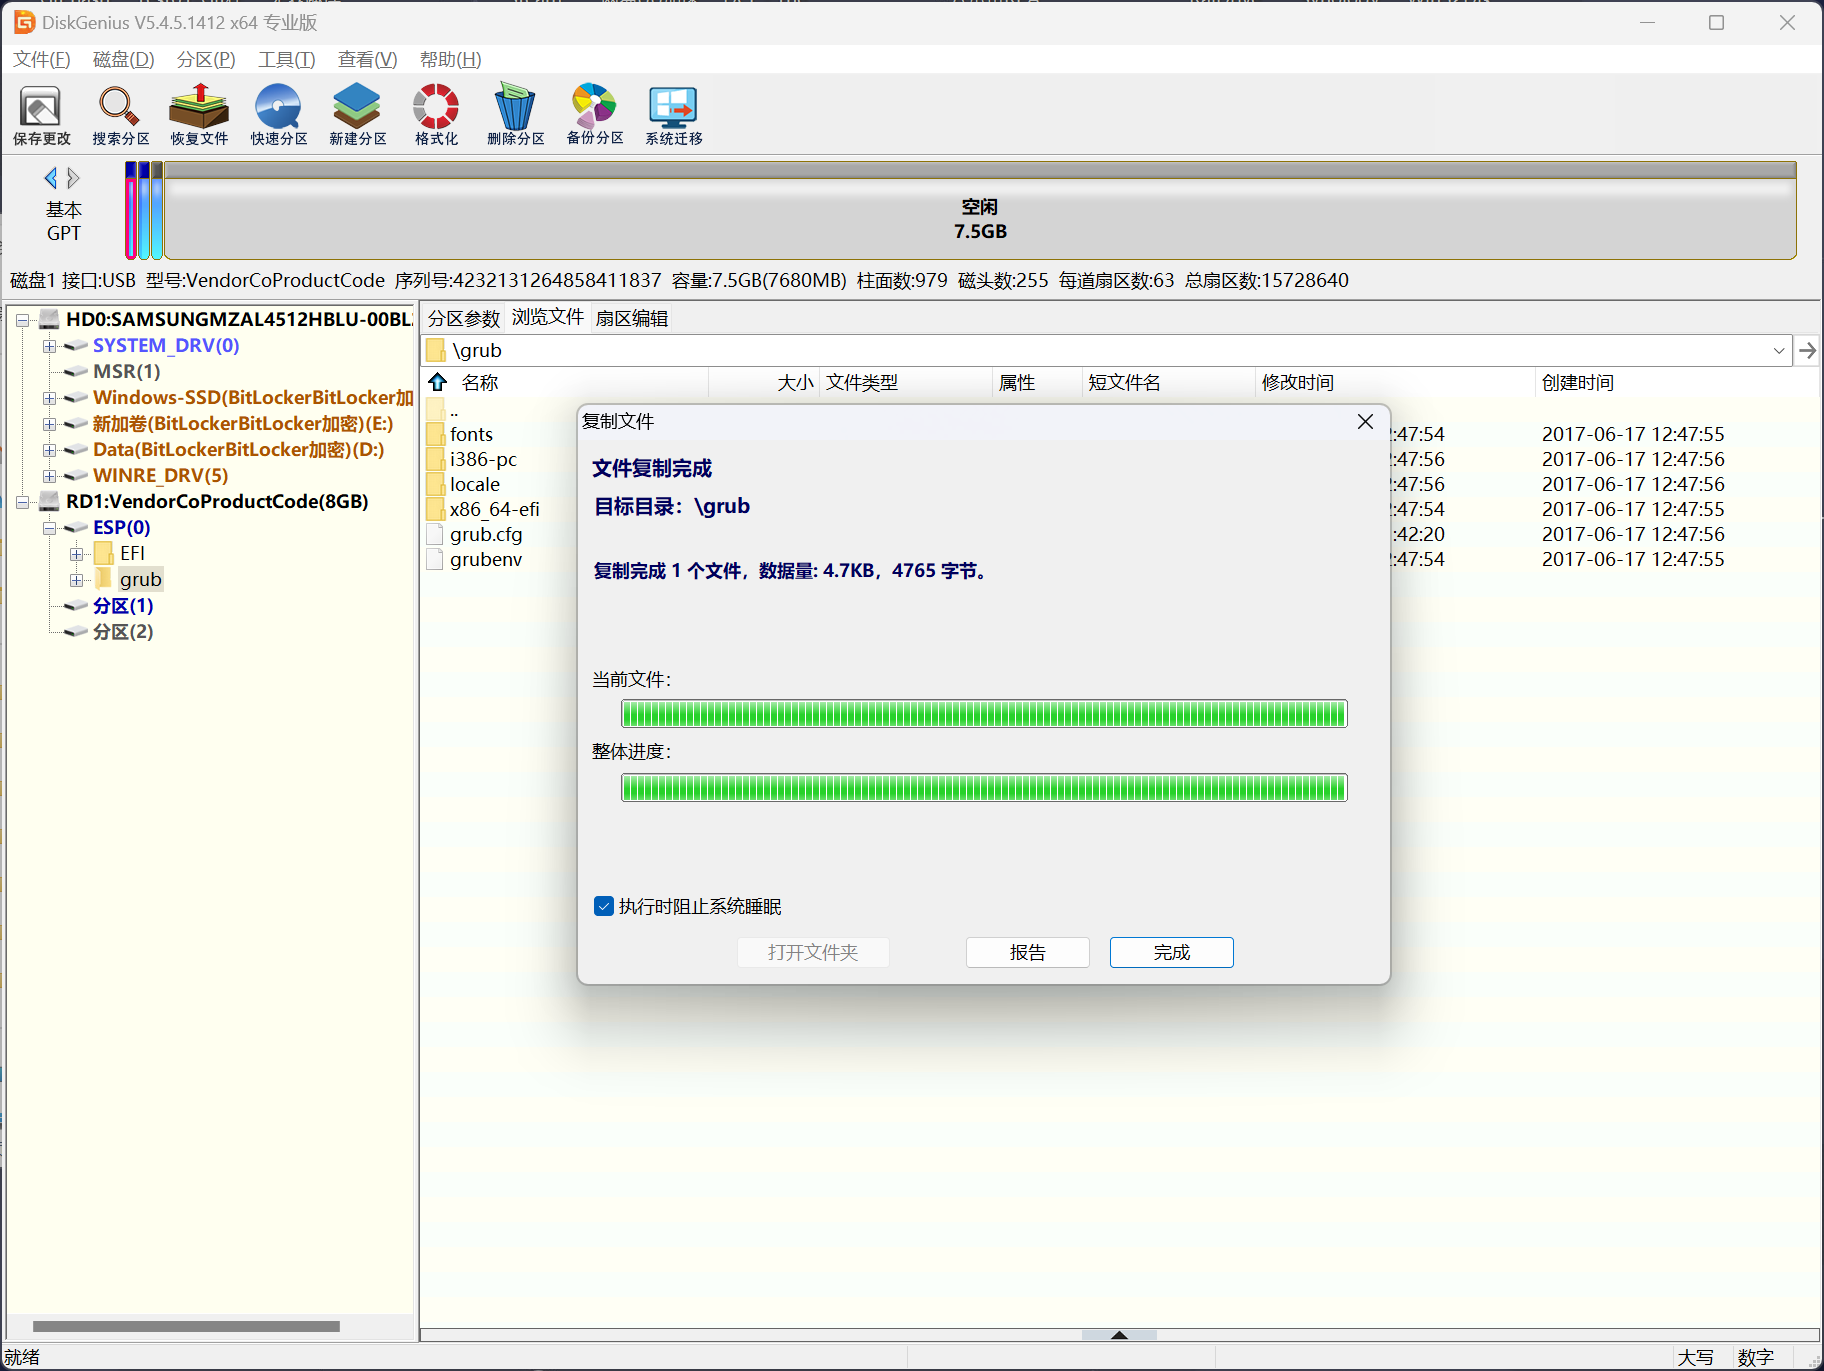 DiskGenius V5.4.5.1412 x64 专业版
文件(F) 磁盘(D) 分区(P) 工具(T) 查看(V) 帮助(H)
保存更改 搜索分区 恢复文件 快速分区 新建分区 格式化 删除分区 备份分区 系统迁移
基本
GPT
空闲
7.5GB
磁盘1 接口:USB 型号:VendorCoProductCode 序列号:4232131264858411837 容量:7.5GB(7680MB) 柱面数:979 磁头数:255 每道扇区数:63 总扇区数:15728640
HD0:SAMSUNGMZAL4512HBLU-00BL
SYSTEM_DRV(0)
MSR(1)
Windows-SSD(BitLockerBitLocker加
新加卷(BitLockerBitLocker加密)(E:)
Data(BitLockerBitLocker加密)(D:)
WINRE_DRV(5)
RD1:VendorCoProductCode(8GB)
ESP(0)
EFI
grub
分区(1)
分区(2)
分区参数 浏览文件 扇区编辑
\grub
名称 大小 文件类型 属性 短文件名 修改时间 创建时间
..
fonts :47:54 2017-06-17 12:47:55
i386-pc :47:56 2017-06-17 12:47:56
locale :47:56 2017-06-17 12:47:56
x86_64-efi :47:54 2017-06-17 12:47:55
grub.cfg :42:20 2017-06-17 12:47:56
grubenv :47:54 2017-06-17 12:47:55
复制文件
文件复制完成
目标目录：\grub
复制完成 1 个文件，数据量: 4.7KB，4765 字节。
当前文件:
整体进度:
执行时阻止系统睡眠
打开文件夹 报告 完成
就绪 大写 数字